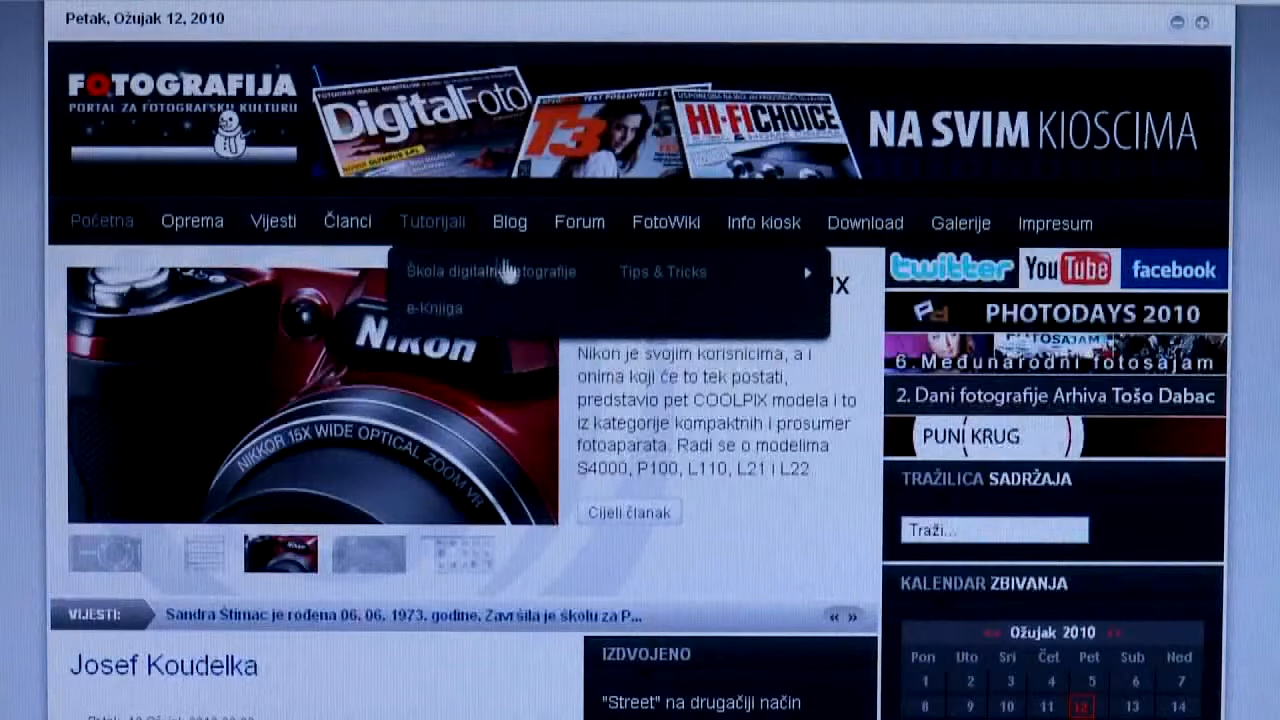 Petak, Ožujak 12, 2010
FOTOGRAFIJA
PORTAL ZA FOTOGRAFSKU KULTURU
DigitalFoto
T3
HI-FI CHOICE
NA SVIM KIOSCIMA
Početna Oprema Vijesti Članci Tutorijali Blog Forum FotoWiki Info kiosk Download Galerije Impresum
Škola digitalne fotografije Tips & Tricks
e-Knjiga
Nikon
NIKKOR 15X WIDE OPTICAL ZOOM VR
Nikon je svojim korisnicima, a i
onima koji će to tek postati,
predstavio pet COOLPIX modela i to
iz kategorije kompaktnih i prosumer
fotoaparata. Radi se o modelima
S4000, P100, L110, L21 i L22
Cijeli članak
twitter YouTube facebook
PHOTODAYS 2010
FOTOSAJAM
6. Međunarodni fotosajam
2. Dani fotografije Arhiva Tošo Dabac
PUNI KRUG
TRAŽILICA SADRŽAJA
Traži...
KALENDAR ZBIVANJA
<< Ožujak 2010 >>
Pon Uto Sri Čet Pet Sub Ned
1 2 3 4 5 6 7
8 9 10 11 12 13 14
VIJESTI: Sandra Štimac je rođena 06. 06. 1973. godine. Završila je školu za P... « »
Josef Koudelka
IZDVOJENO
"Street" na drugačiji način